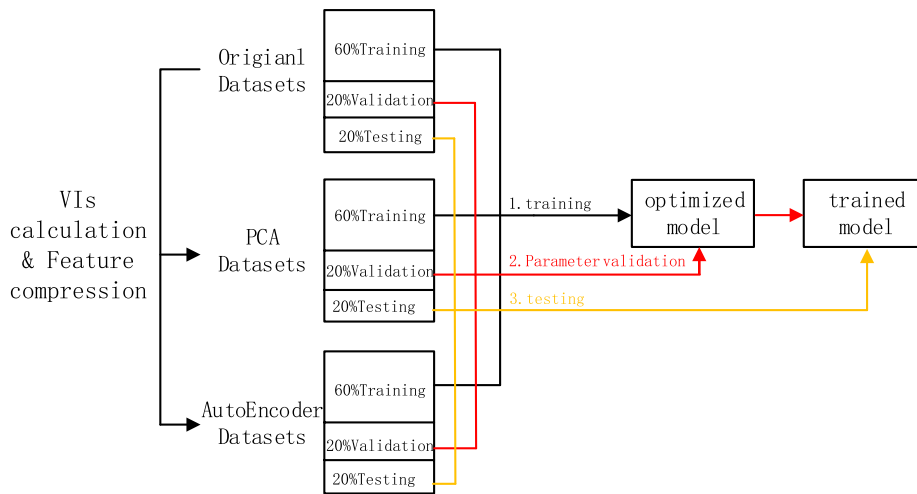 VIs
calculation
& Feature
compression
Origianl
Datasets
60%Training
20%Validation
20%Testing
PCA
Datasets
60%Training
20%Validation
20%Testing
AutoEncoder
Datasets
60%Training
20%Validation
20%Testing
1. training
2. Parameter validation
3. testing
optimized
model
trained
model